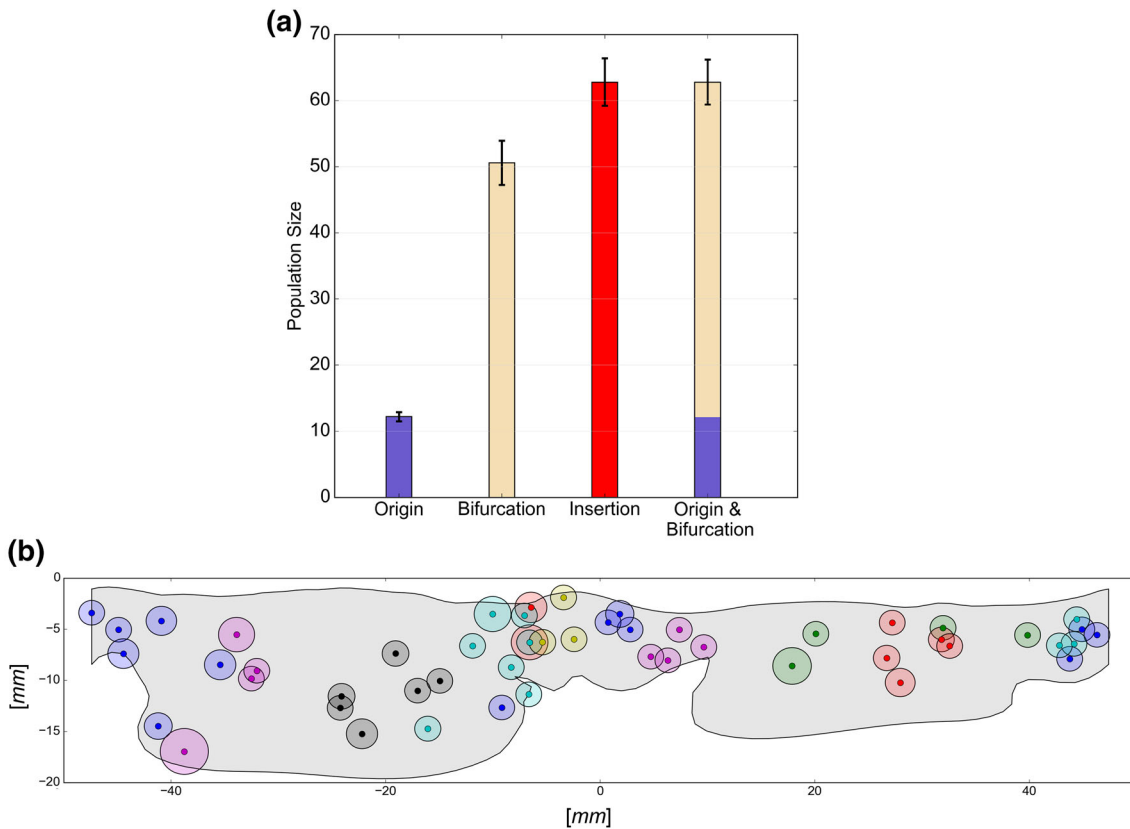 (a)
70
60
50
40
30
20
10
0
Population Size
Origin
Bifurcation
Insertion
Origin &
Bifurcation
(b)
0
−5
−10
−15
−20
[mm]
−40
−20
0
20
40
[mm]